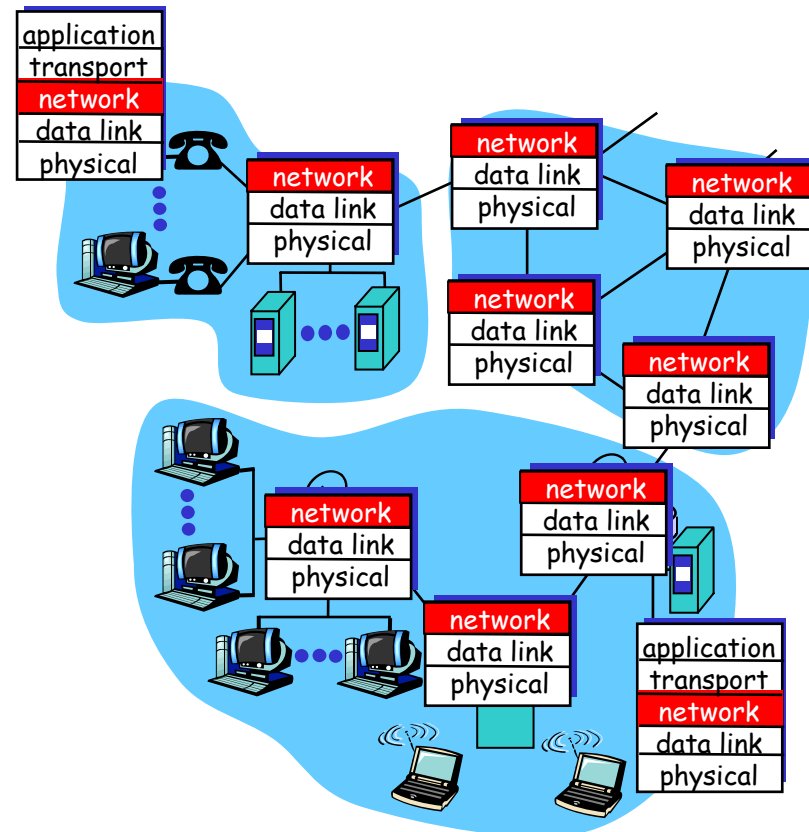 application
transport
network
data link
physical
network
data link
physical
network
data link
physical
network
data link
physical
network
data link
physical
network
data link
physical
network
data link
physical
network
data link
physical
network
data link
physical
application
transport
network
data link
physical